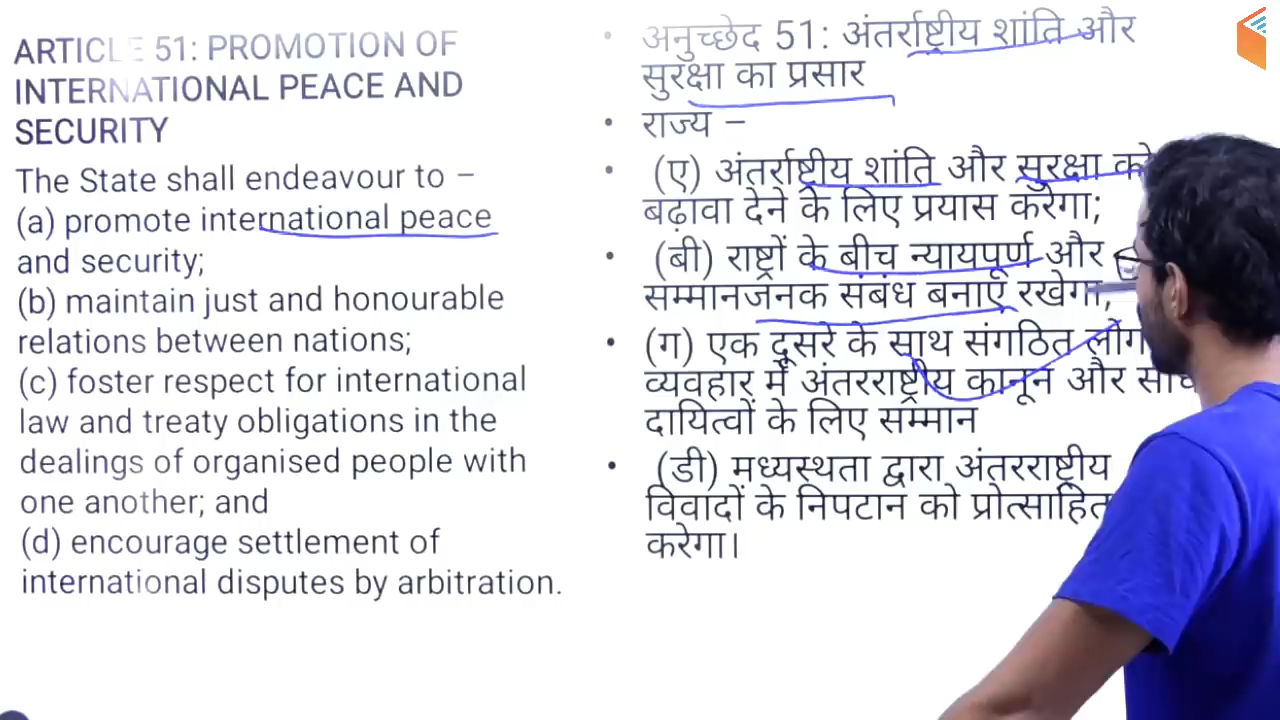 ARTICLE 51: PROMOTION OF
INTERNATIONAL PEACE AND
SECURITY
The State shall endeavour to –
(a) promote international peace
and security;
(b) maintain just and honourable
relations between nations;
(c) foster respect for international
law and treaty obligations in the
dealings of organised people with
one another; and
(d) encourage settlement of
international disputes by arbitration.
• अनुच्छेद 51: अंतर्राष्ट्रीय शांति और
सुरक्षा का प्रसार
• राज्य –
• (ए) अंतर्राष्ट्रीय शांति और सुरक्षा को
बढ़ावा देने के लिए प्रयास करेगा;
• (बी) राष्ट्रों के बीच न्यायपूर्ण और
सम्मानजनक संबंध बनाए रखेगा,
• (ग) एक दूसरे के साथ संगठित
व्यवहार में अंतरराष्ट्रीय कानून और
दायित्वों के लिए सम्मान
• (डी) मध्यस्थता द्वारा अंतरराष्ट्रीय
विवादों के निपटान को प्रोत्साहित
करेगा।